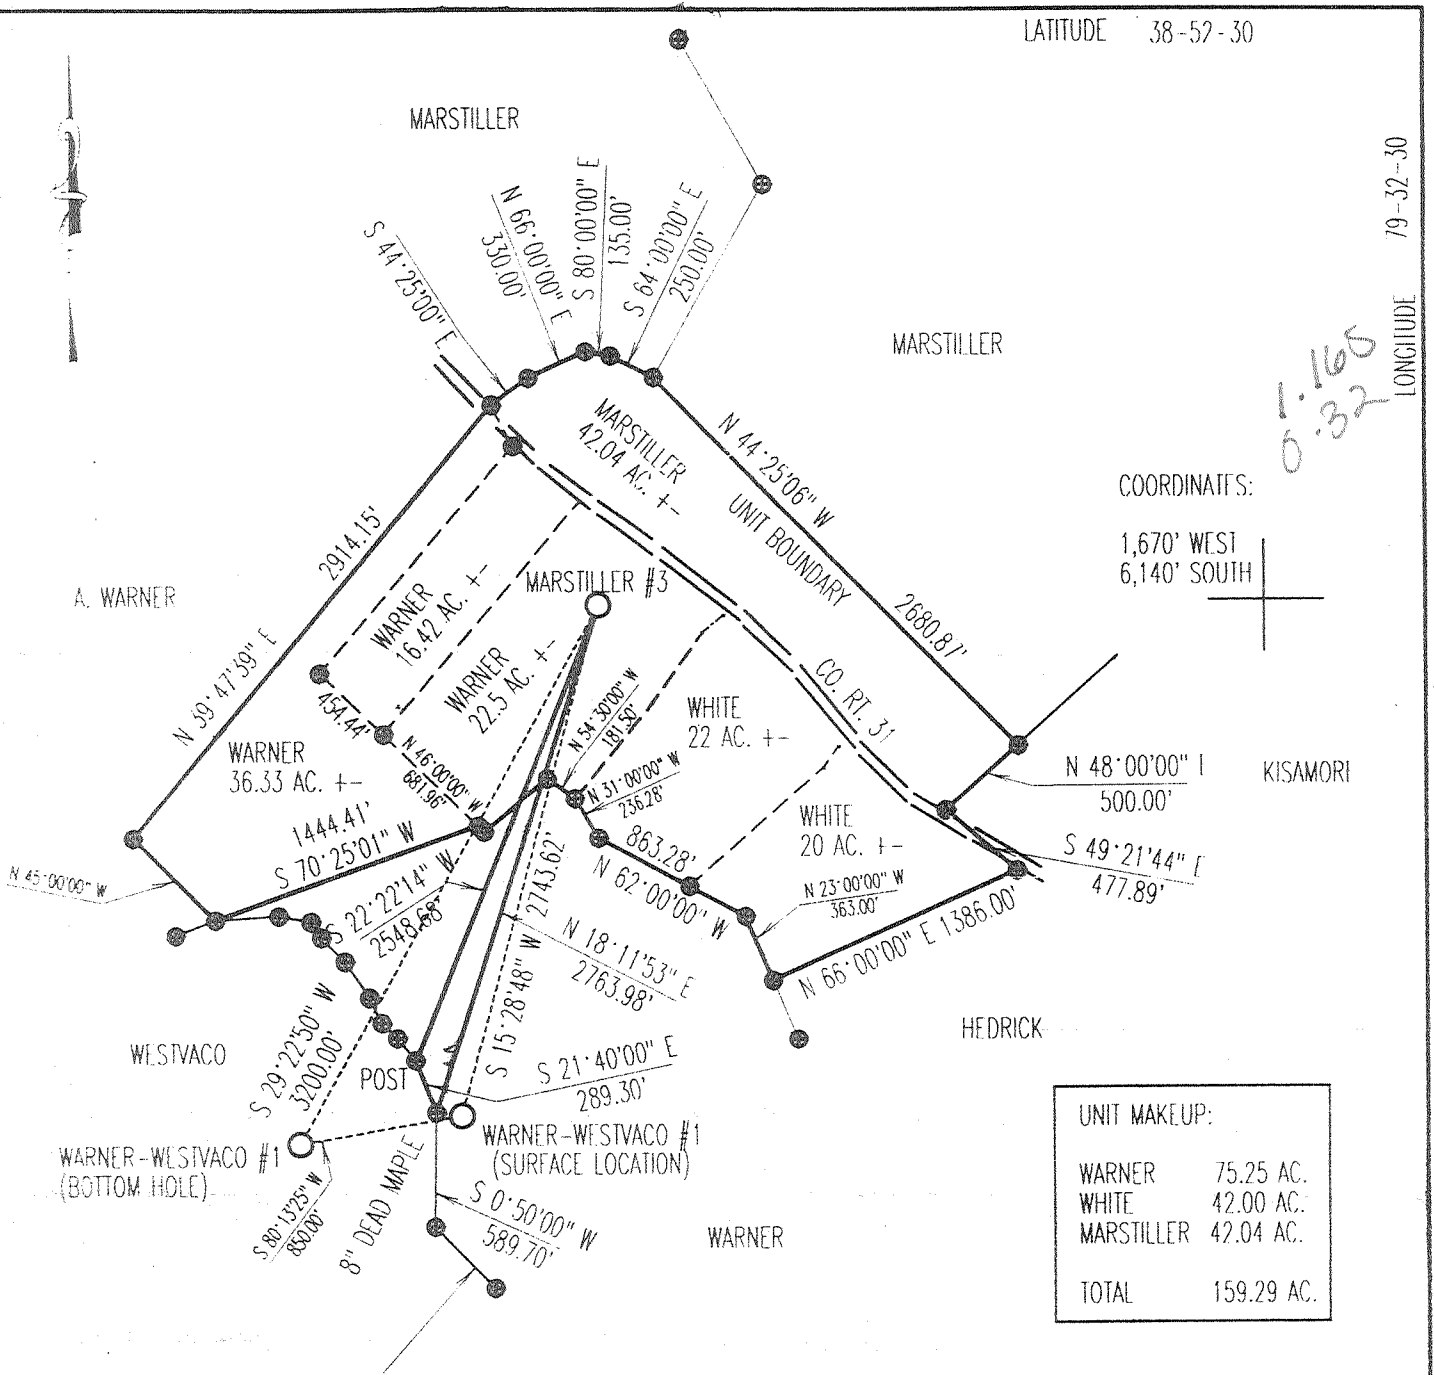 LATITUDE 38-52-30
LONGITUDE 79-32-30
MARSTILLER
S 44°25'00" E
N 66°00'00" E
330.00'
S 80°00'00" E
135.00'
S 64°00'00" E
250.00'
MARSTILLER
1.160
0.32
MARSTILLER
42.04 AC. +-
N 44°25'06" W
2680.87'
UNIT BOUNDARY
COORDINATES:
1,670' WEST
6,140' SOUTH
2914.15'
N 39°47'39" E
A. WARNER
MARSTILLER #3
WARNER
16.42 AC. +-
WARNER
22.5 AC. +-
454.44'
N 46°00'00" W
681.96'
N 54°30'00" W
181.50'
WHITE
22 AC. +-
CO. RT. 31
WARNER
36.33 AC. +-
N 31°00'00" W
236.28'
N 48°00'00"
500.00'
KISAMORI
1444.41'
S 70°25'01" W
WHITE
20 AC. +-
863.28'
N 62°00'00" W
S 49°21'44" E
477.89'
N 45°00'00" W
N 23°00'00" W
363.00'
N 66°00'00" E 1386.00'
S 22°22'14" W
2548.68'
2743.62'
S 15°28'48" W
N 18°11'53" E
2763.98'
HEDRICK
WESTVACO
S 29°22'50" W
3200.00'
POST
S 21°40'00" E
289.30'
WARNER-WESTVACO #1
(BOTTOM HOLE)
WARNER-WESTVACO #1
(SURFACE LOCATION)
S 80°13'25" W
850.00'
8" DEAD MAPLE
S 0°50'00" W
589.70'
WARNER
UNIT MAKEUP:
WARNER 75.25 AC.
WHITE 42.00 AC.
MARSTILLER 42.04 AC.
TOTAL 159.29 AC.